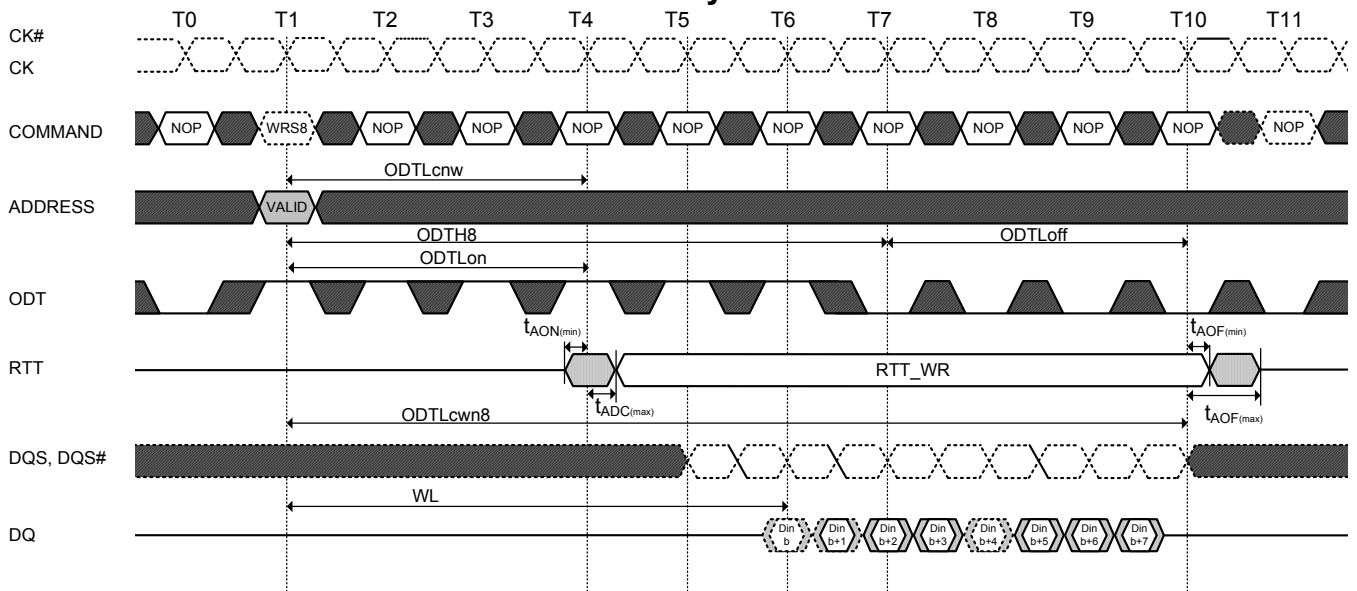 T0 T1 T2 T3 T4 T5 T6 T7 T8 T9 T10 T11
CK#
CK
COMMAND NOP WRS8 NOP NOP NOP NOP NOP NOP NOP NOP NOP NOP
ODTLcnw
ADDRESS VALID
ODTH8 ODTLoff
ODTLon
ODT
tAON(min) tAOF(min)
RTT RTT_WR
tADC(max) tAOF(max)
ODTLcwn8
DQS, DQS#
WL
DQ Din b Din b+1 Din b+2 Din b+3 Din b+4 Din b+5 Din b+6 Din b+7